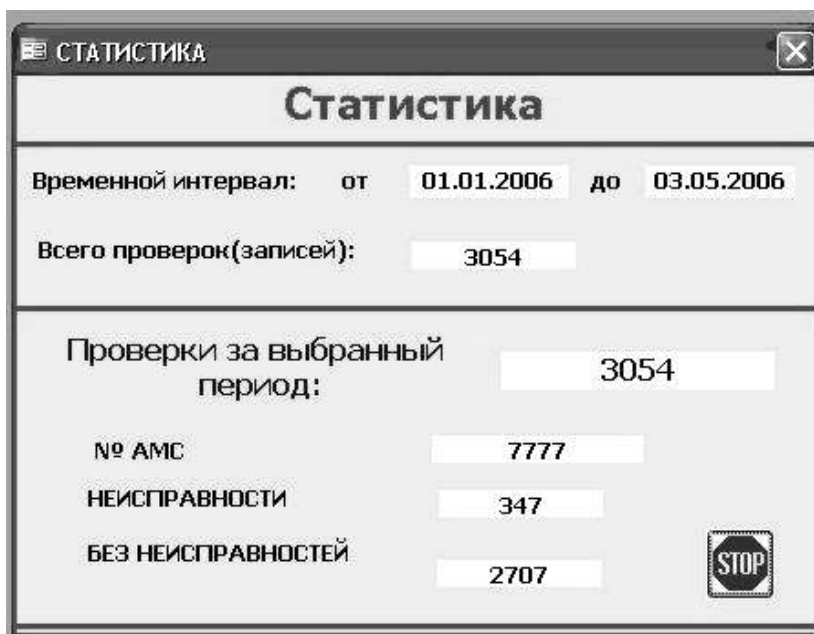 СТАТИСТИКА
Статистика
Временной интервал: от 01.01.2006 до 03.05.2006
Всего проверок(записей): 3054
Проверки за выбранный
период: 3054
№ АМС 7777
НЕИСПРАВНОСТИ 347
БЕЗ НЕИСПРАВНОСТЕЙ 2707
STOP